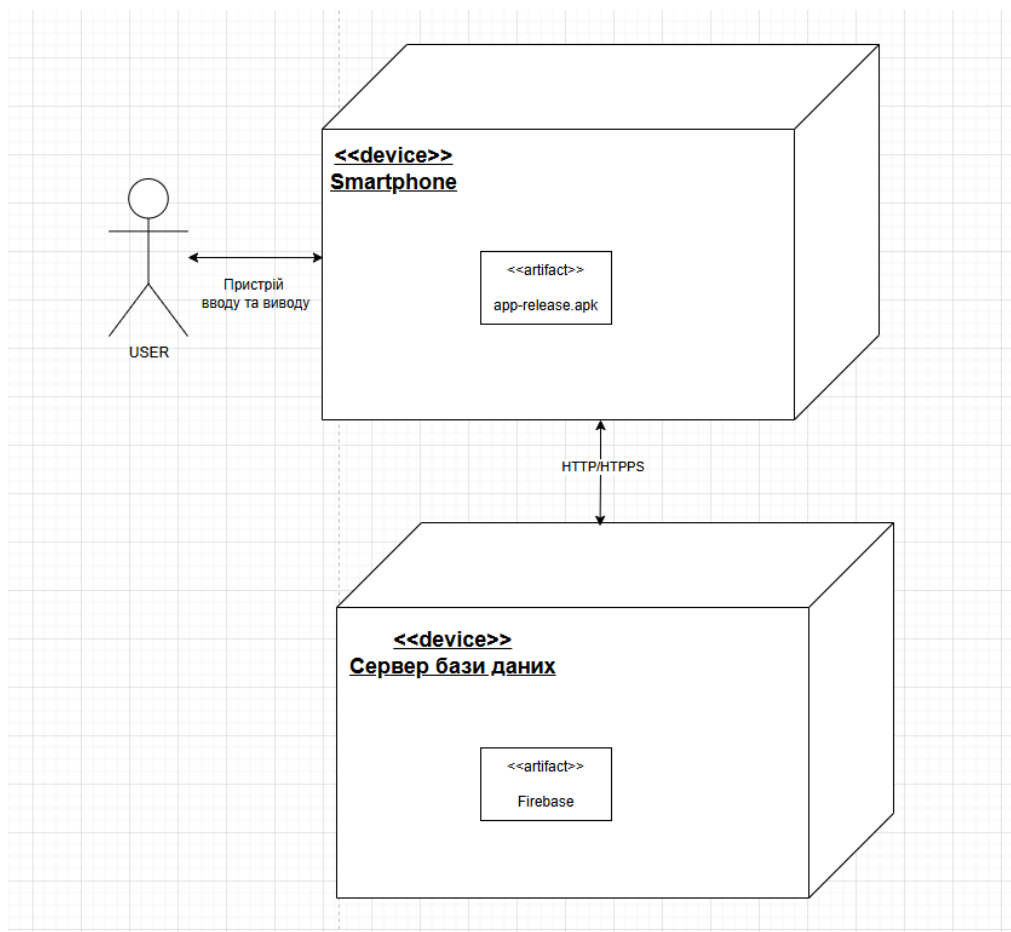 <<device>>
Smartphone
<<artifact>>
app-release.apk
Пристрій
вводу та виводу
USER
HTTP/HTPPS
<<device>>
Сервер бази даних
<<artifact>>
Firebase